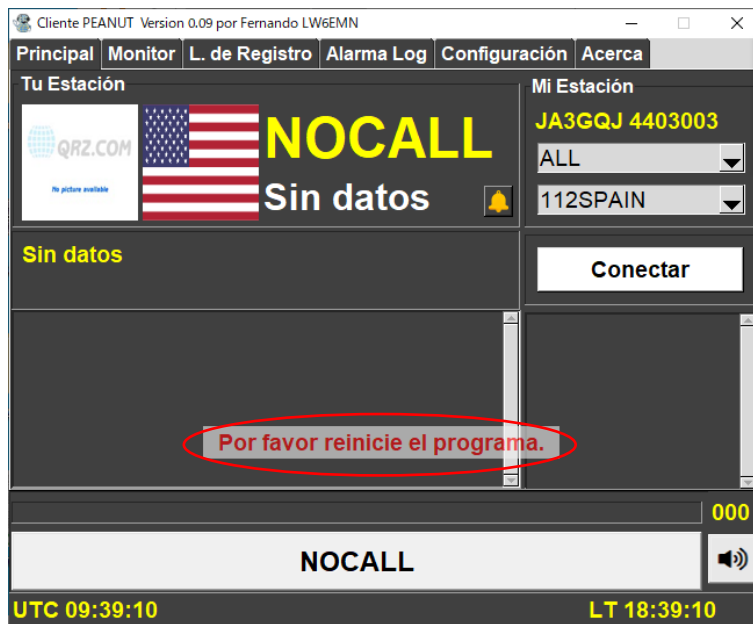 Cliente PEANUT Version 0.09 por Fernando LW6EMN
Principal Monitor L. de Registro Alarma Log Configuración Acerca
Tu Estación
Mi Estación
QRZ.COM
No picture available
NOCALL
Sin datos
JA3GQJ 4403003
ALL
112SPAIN
Sin datos
Conectar
Por favor reinicie el programa.
000
NOCALL
UTC 09:39:10
LT 18:39:10